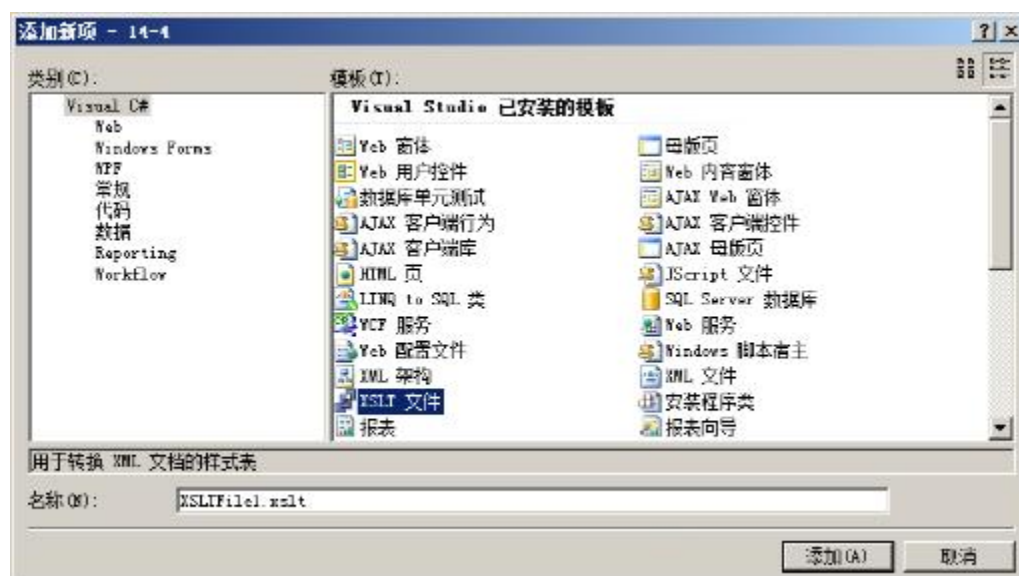 添加新项 - 14-4
类别(C):
模板(T):
Visual C#
Web
Windows Forms
WPF
常规
代码
数据
Reporting
Workflow
Visual Studio 已安装的模板
Web 窗体
母版页
Web 用户控件
Web 内容窗体
数据库单元测试
AJAX Web 窗体
AJAX 客户端行为
AJAX 客户端控件
AJAX 客户端库
AJAX 母版页
HTML 页
JScript 文件
LINQ to SQL 类
SQL Server 数据库
WCF 服务
Web 服务
Web 配置文件
Windows 脚本宿主
XML 架构
XML 文件
XSLT 文件
安装程序类
报表
报表向导
用于转换 XML 文档的样式表
名称(N):
XSLTFile1.xslt
添加(A)
取消